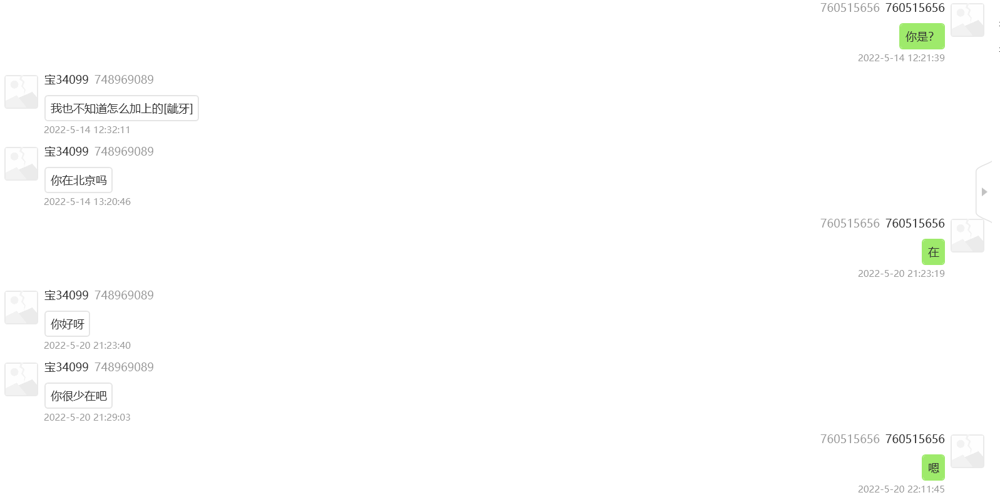 760515656 760515656
你是？
2022-5-14 12:21:39
宝34099 748969089
我也不知道怎么加上的[龇牙]
2022-5-14 12:32:11
宝34099 748969089
你在北京吗
2022-5-14 13:20:46
760515656 760515656
在
2022-5-20 21:23:19
宝34099 748969089
你好呀
2022-5-20 21:23:40
宝34099 748969089
你很少在吧
2022-5-20 21:29:03
760515656 760515656
嗯
2022-5-20 22:11:45